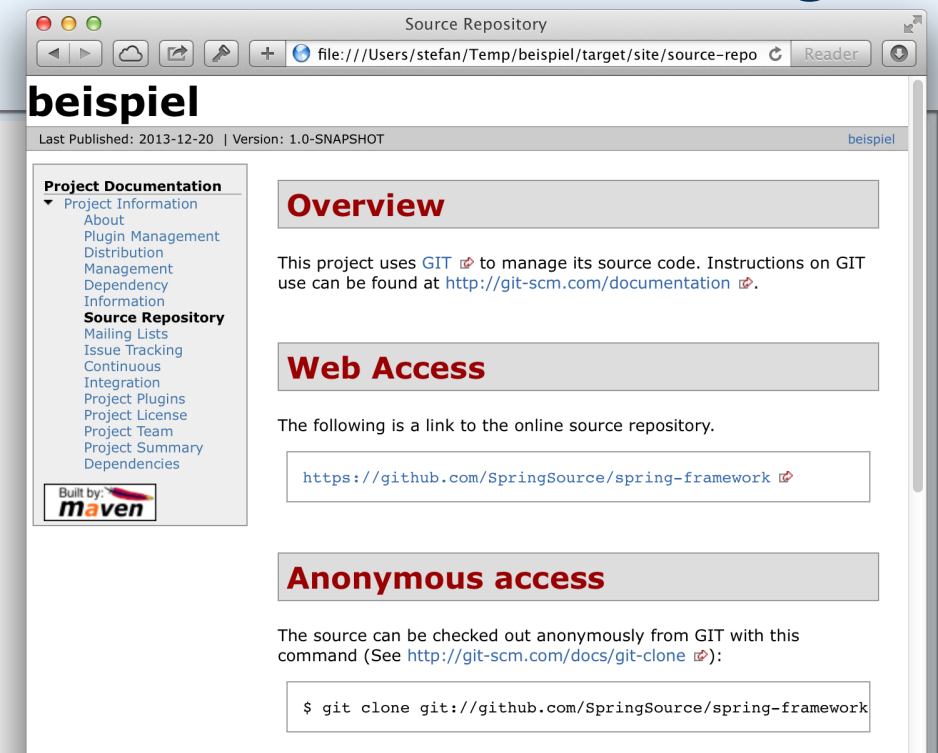 Source Repository
file:///Users/stefan/Temp/beispiel/target/site/source-repo
Reader
beispiel
Last Published: 2013-12-20 | Version: 1.0-SNAPSHOT
beispiel
Project Documentation
Project Information
About
Plugin Management
Distribution
Management
Dependency
Information
Source Repository
Mailing Lists
Issue Tracking
Continuous
Integration
Project Plugins
Project License
Project Team
Project Summary
Dependencies
Built by:
maven
Overview
This project uses GIT to manage its source code. Instructions on GIT
use can be found at http://git-scm.com/documentation .
Web Access
The following is a link to the online source repository.
https://github.com/SpringSource/spring-framework
Anonymous access
The source can be checked out anonymously from GIT with this
command (See http://git-scm.com/docs/git-clone ):
$ git clone git://github.com/SpringSource/spring-framework